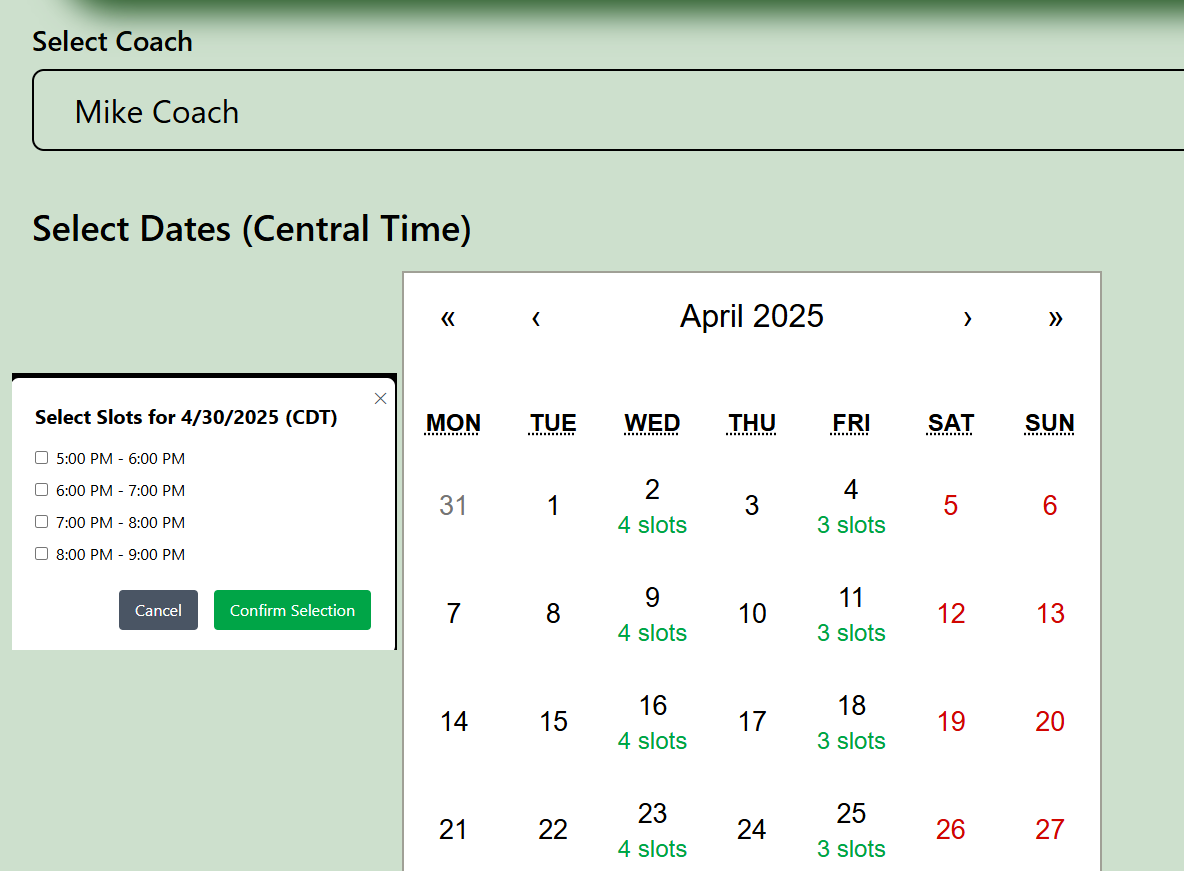 Select Coach
Mike Coach
Select Dates (Central Time)
« ‹ April 2025 › »
MON TUE WED THU FRI SAT SUN
31 1 2 3 4 5 6
4 slots 3 slots
7 8 9 10 11 12 13
4 slots 3 slots
14 15 16 17 18 19 20
4 slots 3 slots
21 22 23 24 25 26 27
4 slots 3 slots
Select Slots for 4/30/2025 (CDT)
5:00 PM - 6:00 PM
6:00 PM - 7:00 PM
7:00 PM - 8:00 PM
8:00 PM - 9:00 PM
Cancel Confirm Selection